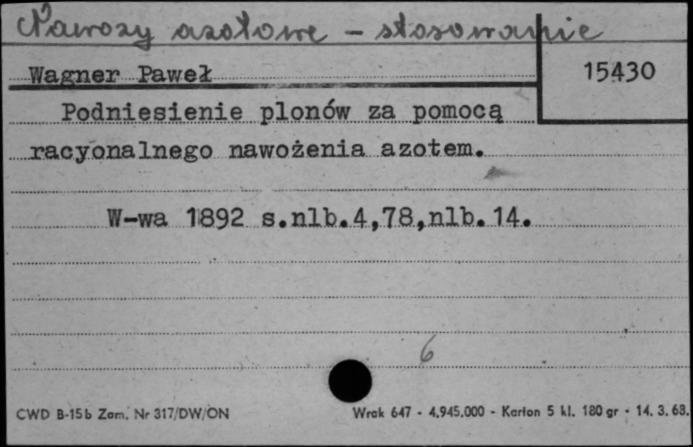 Nawozy azotowe - stosowanie
Wagner Paweł
15430
Podniesienie plonów za pomocą
racyonalnego nawożenia azotem.
W-wa 1892 s.nlb.4,78,nlb.14.
6
CWD B-15b Zam. Nr 317/DW/ON
Wrak 647 - 4.945.000 - Karton 5 kl. 180 gr - 14. 3. 68.